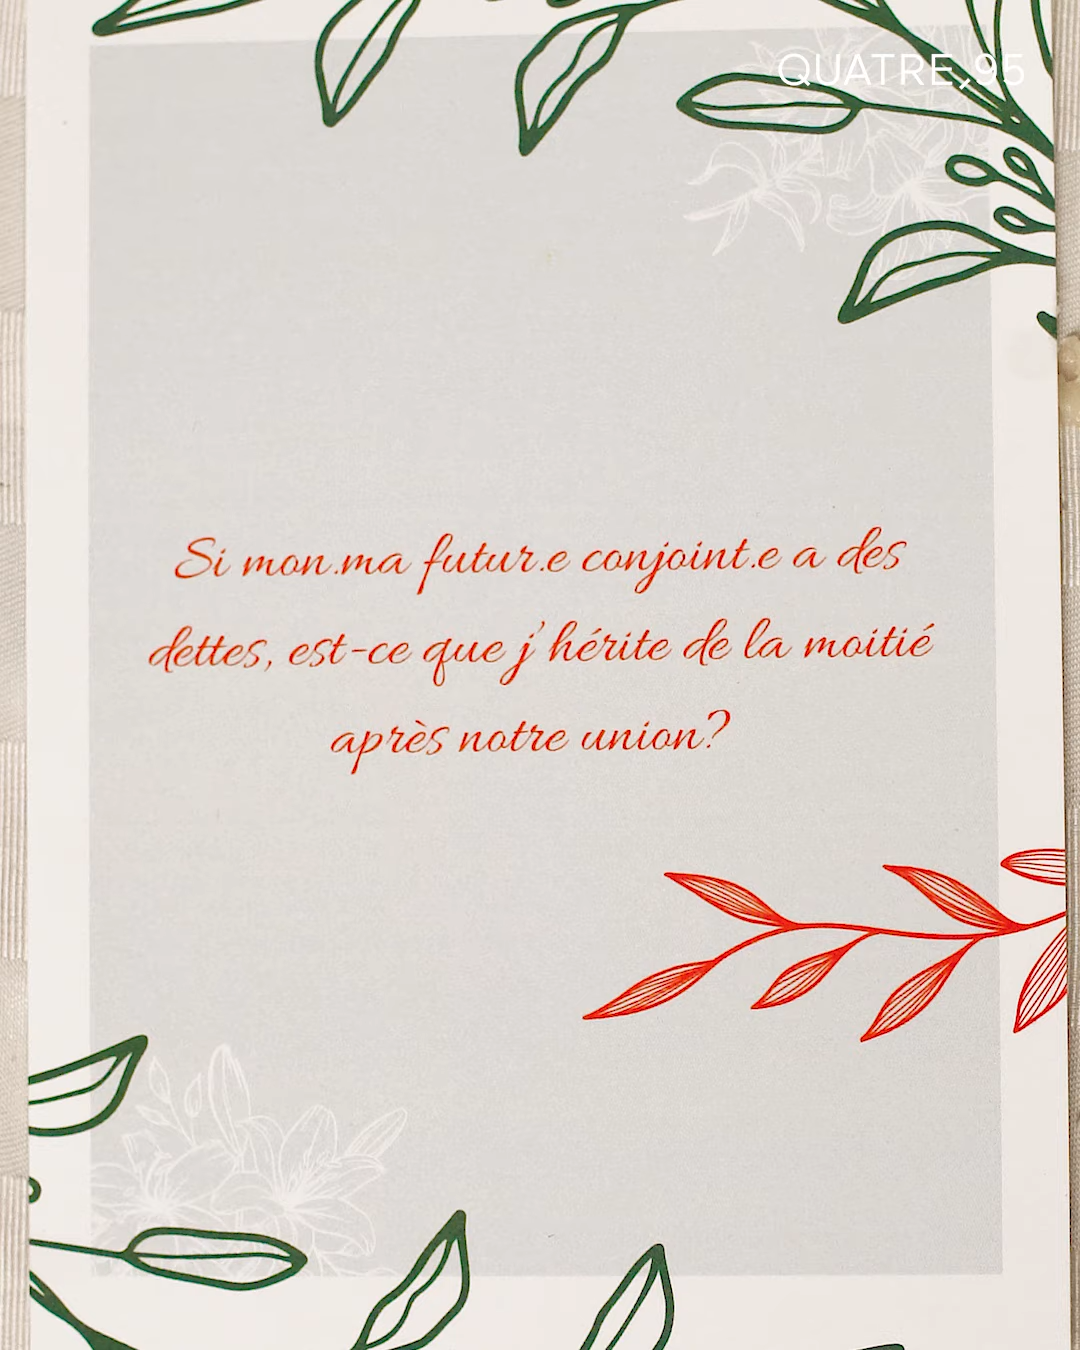 QUATRE,95
Si mon.ma futur.e conjoint.e a des
dettes, est-ce que j'hérite de la moitié
après notre union?